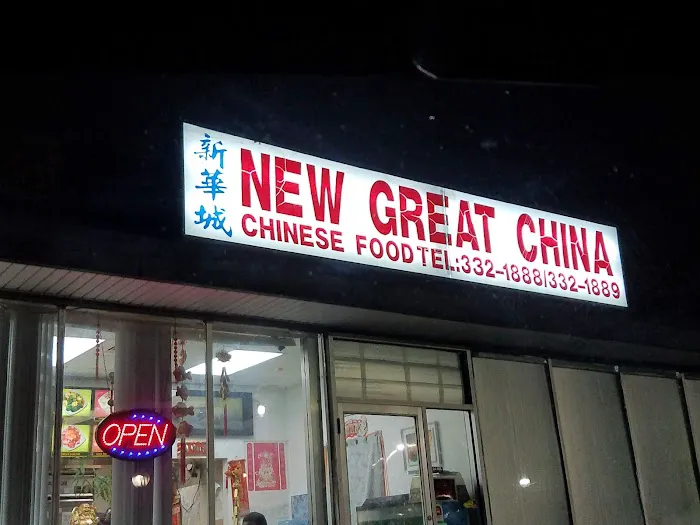 新華城
NEW GREAT CHINA
CHINESE FOOD TEL:332-1888/332-1889
OPEN